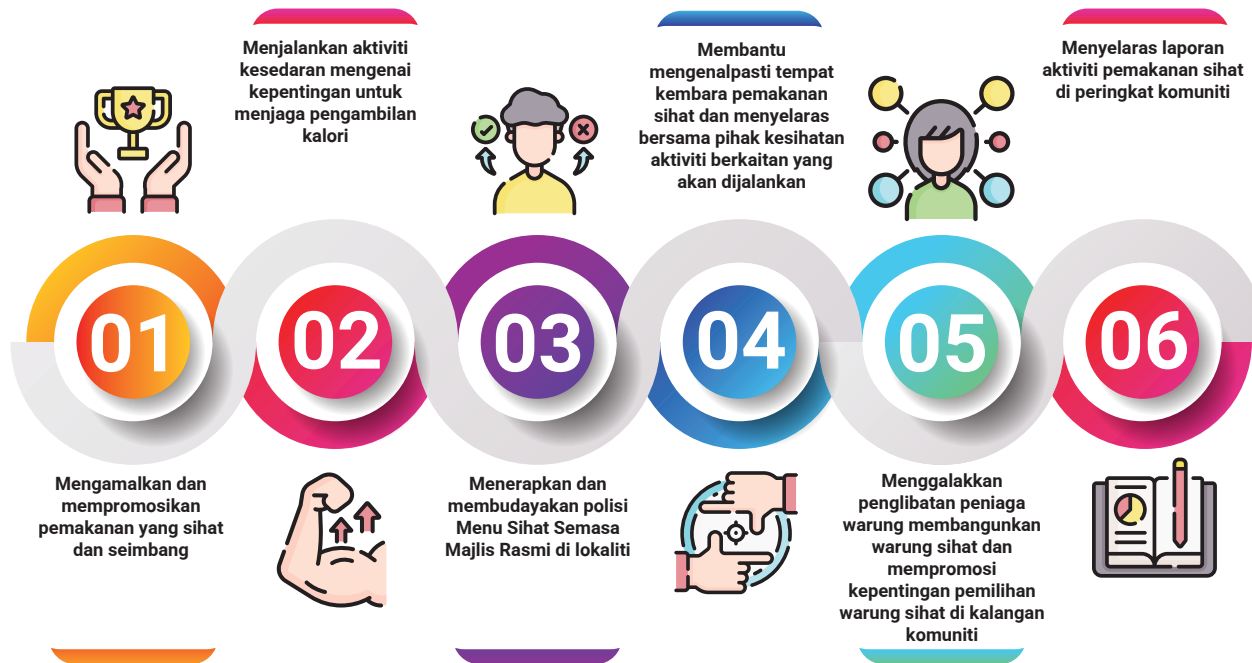 01
Mengamalkan dan
mempromosikan
pemakanan yang sihat
dan seimbang
Menjalankan aktiviti
kesedaran mengenai
kepentingan untuk
menjaga pengambilan
kalori
02
03
Menerapkan dan
membudayakan polisi
Menu Sihat Semasa
Majlis Rasmi di lokaliti
Membantu
mengenalpasti tempat
kembara pemakanan
sihat dan menyelaras
bersama pihak kesihatan
aktiviti berkaitan yang
akan dijalankan
04
05
Menggalakkan
penglibatan peniaga
warung membangunkan
warung sihat dan
mempromosi
kepentingan pemilihan
warung sihat di kalangan
komuniti
Menyelaras laporan
aktiviti pemakanan sihat
di peringkat komuniti
06